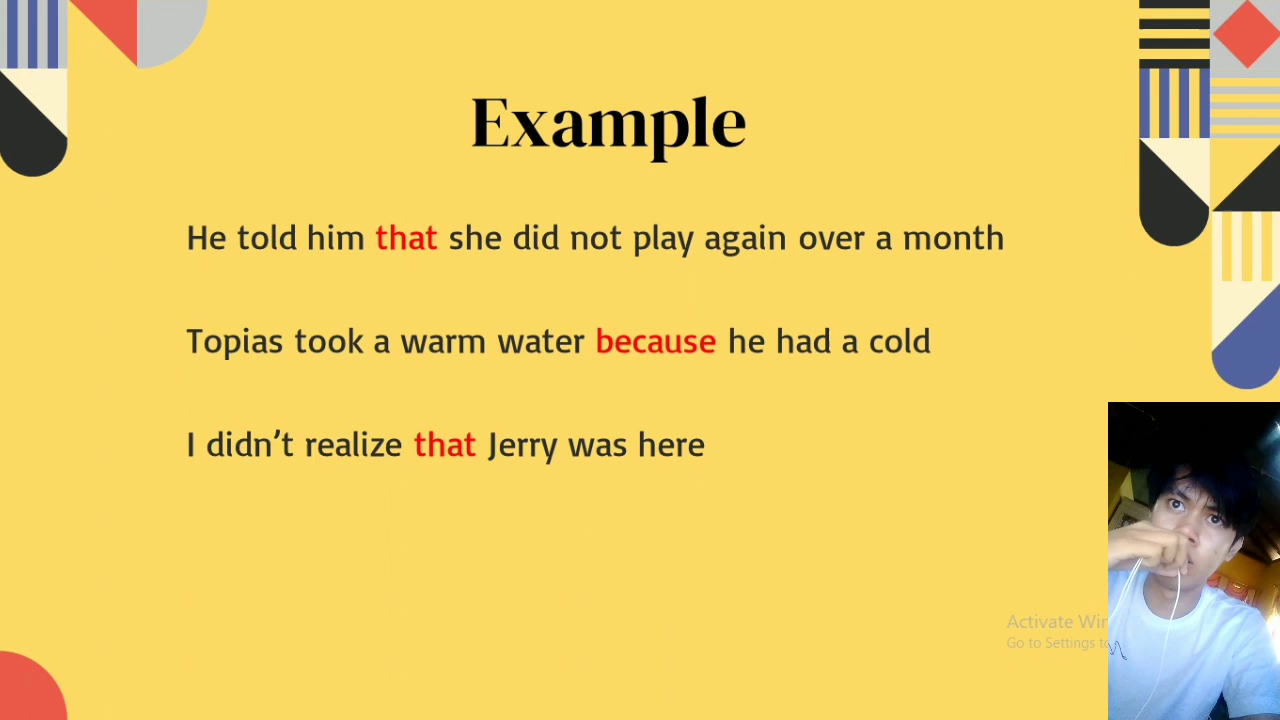 Example
He told him that she did not play again over a month
Topias took a warm water because he had a cold
I didn’t realize that Jerry was here
Activate Win
Go to Settings to